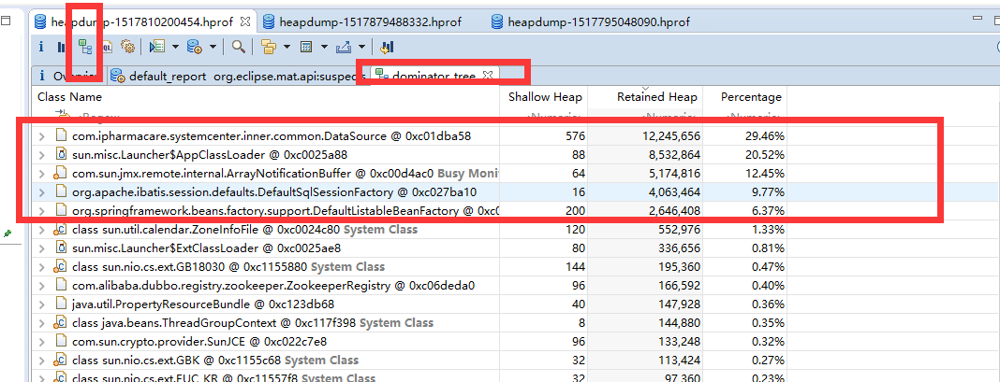 heapdump-1517810200454.hprof heapdump-1517879488332.hprof heapdump-1517795048090.hprof
i QL
i Overview default_report org.eclipse.mat.api:suspects dominator_tree
Class Name Shallow Heap Retained Heap Percentage
<Regex> <Numeric> <Numeric> <Numeric>
com.ipharmacare.systemcenter.inner.common.DataSource @ 0xc01dba58 576 12,245,656 29.46%
sun.misc.Launcher$AppClassLoader @ 0xc0025a88 88 8,532,864 20.52%
com.sun.jmx.remote.internal.ArrayNotificationBuffer @ 0xc00d4ac0 Busy Moni 64 5,174,816 12.45%
org.apache.ibatis.session.defaults.DefaultSqlSessionFactory @ 0xc027ba10 16 4,063,464 9.77%
org.springframework.beans.factory.support.DefaultListableBeanFactory @ 0xc0 200 2,646,408 6.37%
class sun.util.calendar.ZoneInfoFile @ 0xc0024c80 System Class 120 552,976 1.33%
sun.misc.Launcher$ExtClassLoader @ 0xc0025ae8 80 336,656 0.81%
class sun.nio.cs.ext.GB18030 @ 0xc1155880 System Class 144 195,360 0.47%
com.alibaba.dubbo.registry.zookeeper.ZookeeperRegistry @ 0xc06deda0 96 166,592 0.40%
java.util.PropertyResourceBundle @ 0xc123db68 40 147,928 0.36%
class java.beans.ThreadGroupContext @ 0xc117f398 System Class 8 144,880 0.35%
com.sun.crypto.provider.SunJCE @ 0xc022c7e8 96 133,248 0.32%
class sun.nio.cs.ext.GBK @ 0xc1155c68 System Class 32 113,424 0.27%
class sun.nio.cs.ext.EUC_KR @ 0xc11557f8 System Class 32 97,360 0.23%